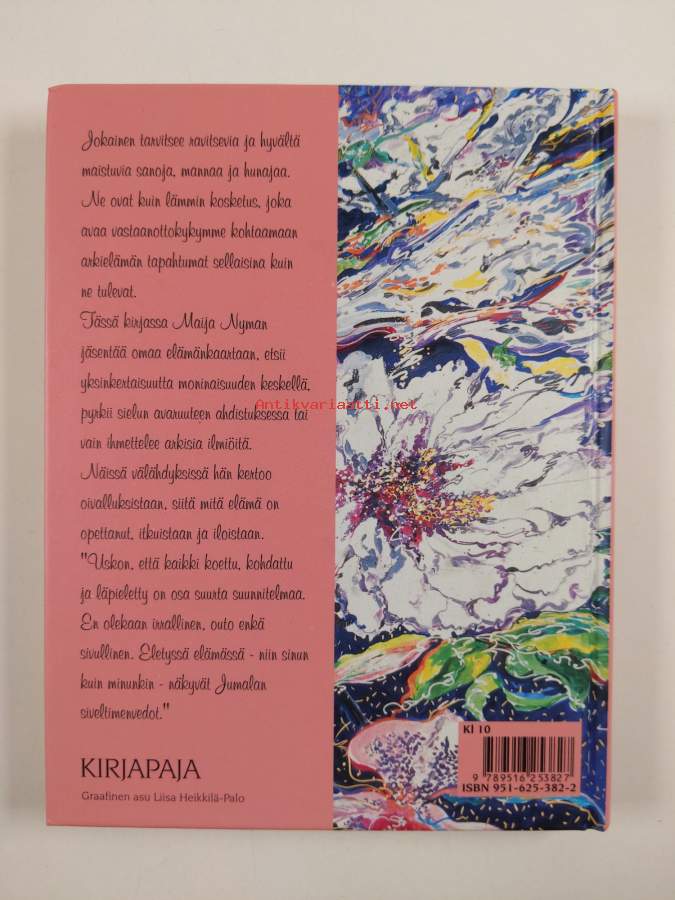 Jokainen tarvitsee ravitsevia ja hyvältä
maistuvia sanoja, mannaa ja hunajaa.
Ne ovat kuin lämmin kosketus, joka
avaa vastaanottokykymme kohtaamaan
arkielämän tapahtumat sellaisina kuin
ne tulevat.
Tässä kirjassa Maija Nyman
jäsentää omaa elämänkaartaan, etsii
yksinkertaisuutta moninaisuuden keskellä,
pyrkii sielun avaruuteen ahdistuksessa tai
vain ihmettelee arkisia ilmiöitä.
Näissä välähdyksissä hän kertoo
oivalluksistaan, siitä mitä elämä on
opettanut, itkuistaan ja iloistaan.
"Uskon, että kaikki koettu, kohdattu
ja läpieletty on osa suurta suunnitelmaa.
En olekaan irrallinen, outo enkä
sivullinen. Eletyssä elämässä - niin sinun
kuin minunkin - näkyvät Jumalan
siveltimenvedot."
KIRJAPAJA
Graafinen asu Liisa Heikkilä-Palo
Antikvariaatti.net
Kl 10
9 789516 253827
ISBN 951-625-382-2